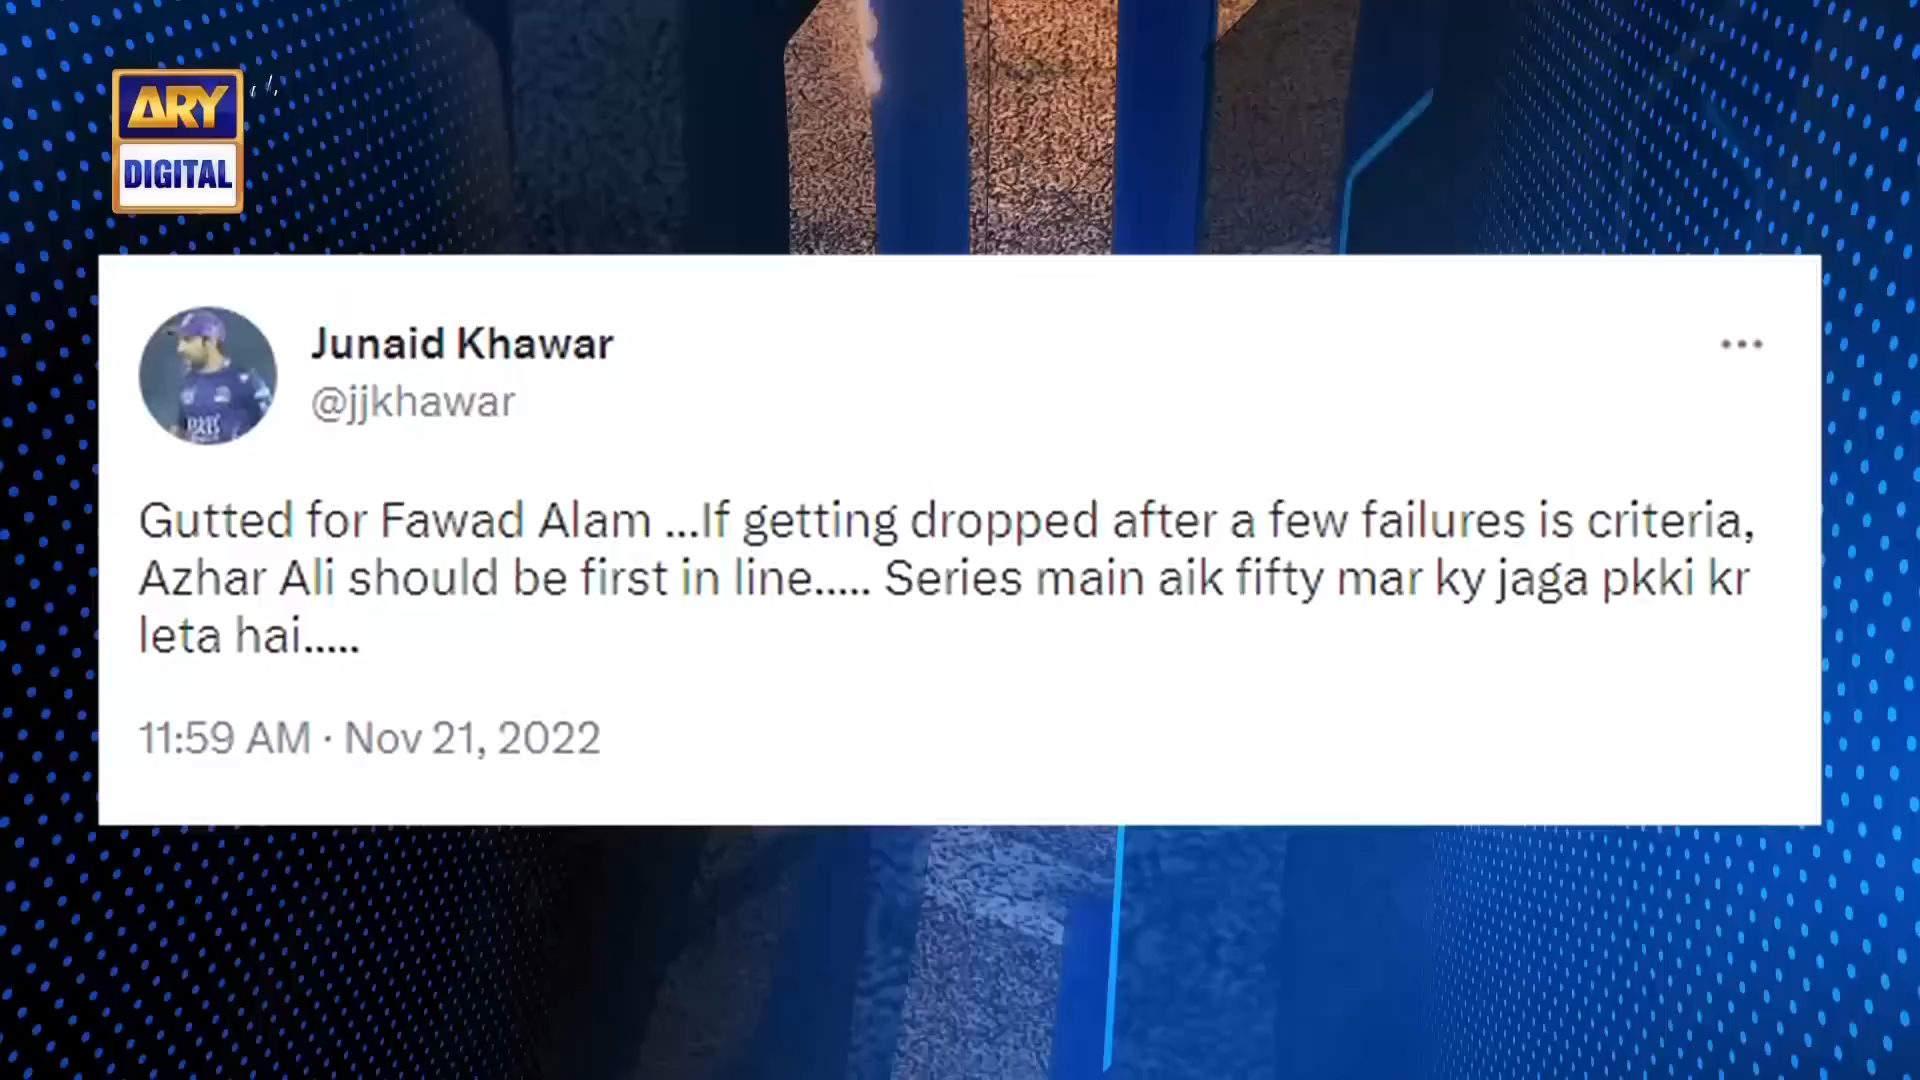 ARY
DIGITAL
Junaid Khawar
@jjkhawar
Gutted for Fawad Alam ...If getting dropped after a few failures is criteria,
Azhar Ali should be first in line..... Series main aik fifty mar ky jaga pkki kr
leta hai.....
11:59 AM · Nov 21, 2022